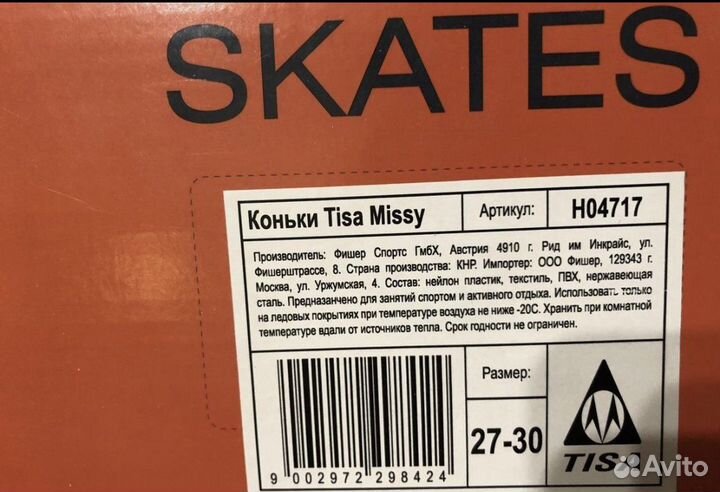 SKATES
Коньки Tisa Missy Артикул: H04717
Производитель: Фишер Спортс ГмбХ, Австрия 4910 г. Рид им Инкрайс, ул.
Фишерштрассе, 8. Страна производства: КНР. Импортер: ООО Фишер, 129343 г.
Москва, ул. Уржумская, 4. Состав: нейлон пластик, текстиль, ПВХ, нержавеющая
сталь. Предназанчено для занятий спортом и активного отдыха. Использовать только
на ледовых покрытиях при температуре воздуха не ниже -20С. Хранить при комнатной
температуре вдали от источников тепла. Срок годности не ограничен.
Размер:
27-30
9 002972 298424
TISA
Avito